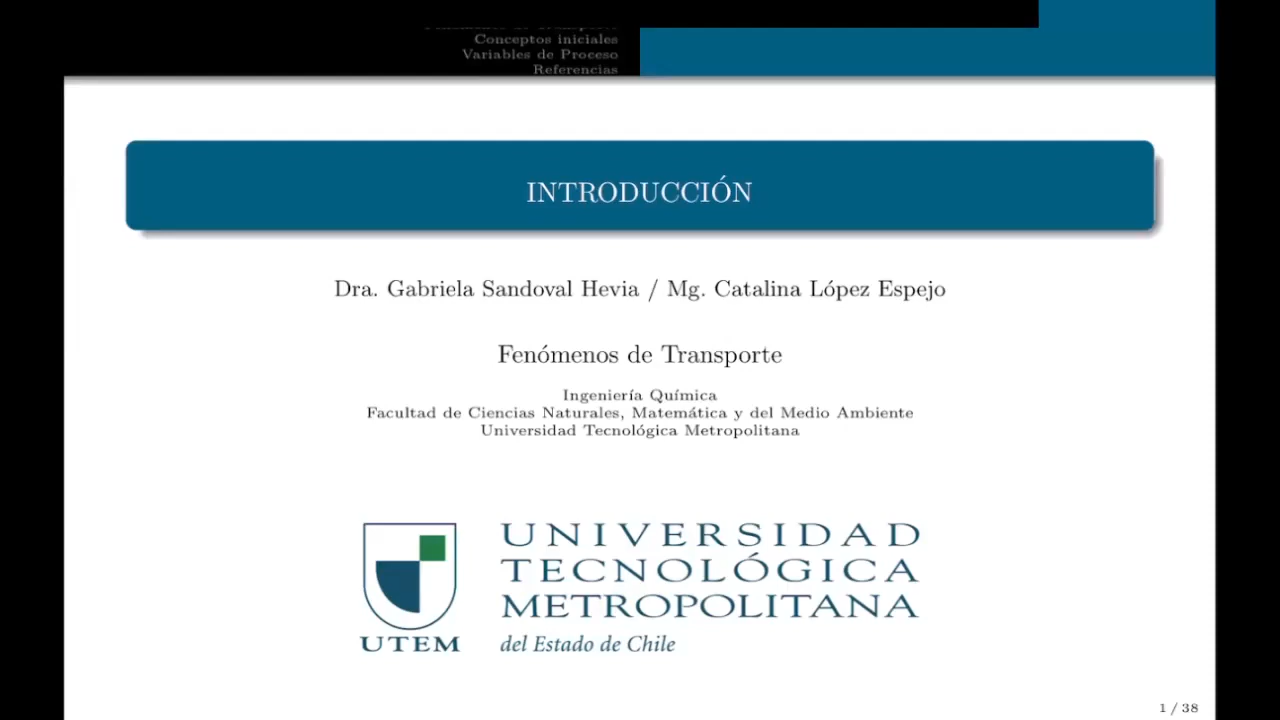 Conceptos iniciales
Variables de Proceso
Referencias
INTRODUCCIÓN
Dra. Gabriela Sandoval Hevia / Mg. Catalina López Espejo
Fenómenos de Transporte
Ingeniería Química
Facultad de Ciencias Naturales, Matemática y del Medio Ambiente
Universidad Tecnológica Metropolitana
UTEM
UNIVERSIDAD
TECNOLÓGICA
METROPOLITANA
del Estado de Chile
1 / 38